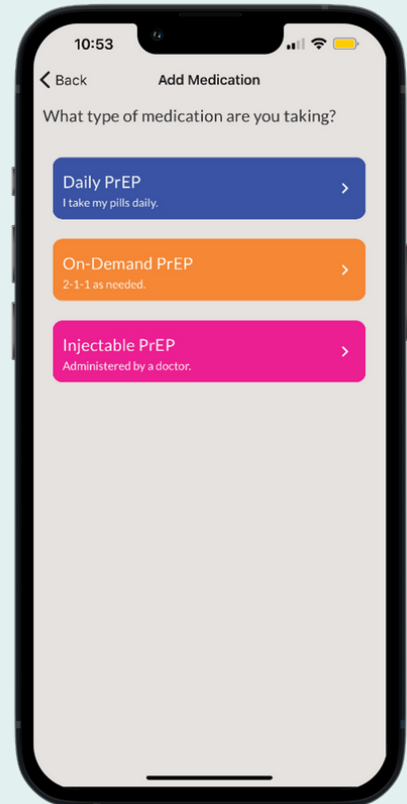 10:53
Back Add Medication
What type of medication are you taking?
Daily PrEP
I take my pills daily.
On-Demand PrEP
2-1-1 as needed.
Injectable PrEP
Administered by a doctor.